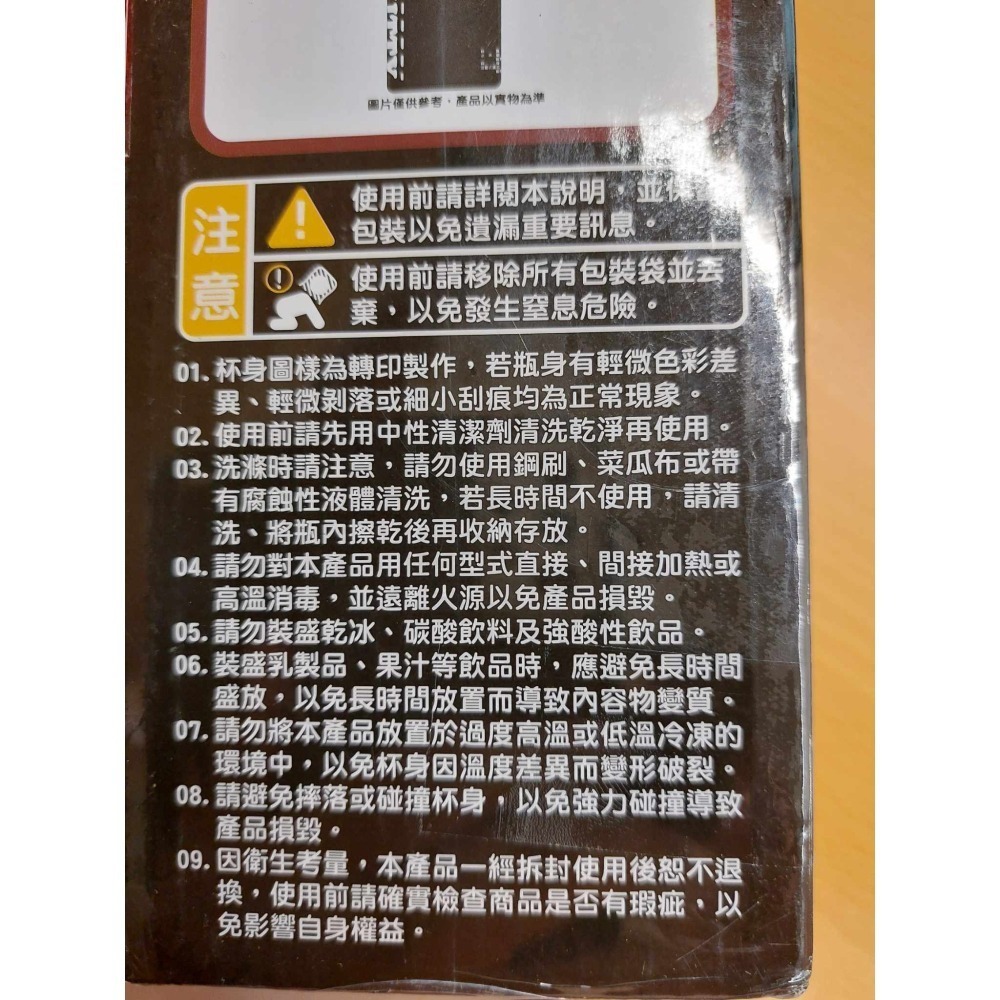 圖片僅供參考，產品以實物為準
注意
使用前請詳閱本說明，並保
包裝以免遺漏重要訊息。
使用前請移除所有包裝袋並丟
棄，以免發生窒息危險。
01. 杯身圖樣為轉印製作，若瓶身有輕微色彩差
異、輕微剝落或細小刮痕均為正常現象。
02. 使用前請先用中性清潔劑清洗乾淨再使用。
03. 洗滌時請注意，請勿使用鋼刷、菜瓜布或帶
有腐蝕性液體清洗，若長時間不使用，請清
洗、將瓶內擦乾後再收納存放。
04. 請勿對本產品用任何型式直接、間接加熱或
高溫消毒，並遠離火源以免產品損毀。
05. 請勿裝盛乾冰、碳酸飲料及強酸性飲品。
06. 裝盛乳製品、果汁等飲品時，應避免長時間
盛放，以免長時間放置而導致內容物變質。
07. 請勿將本產品放置於過度高溫或低溫冷凍的
環境中，以免杯身因溫度差異而變形破裂。
08. 請避免摔落或碰撞杯身，以免強力碰撞導致
產品損毀。
09. 因衛生考量，本產品一經拆封使用後恕不退
換，使用前請確實檢查商品是否有瑕疵，以
免影響自身權益。